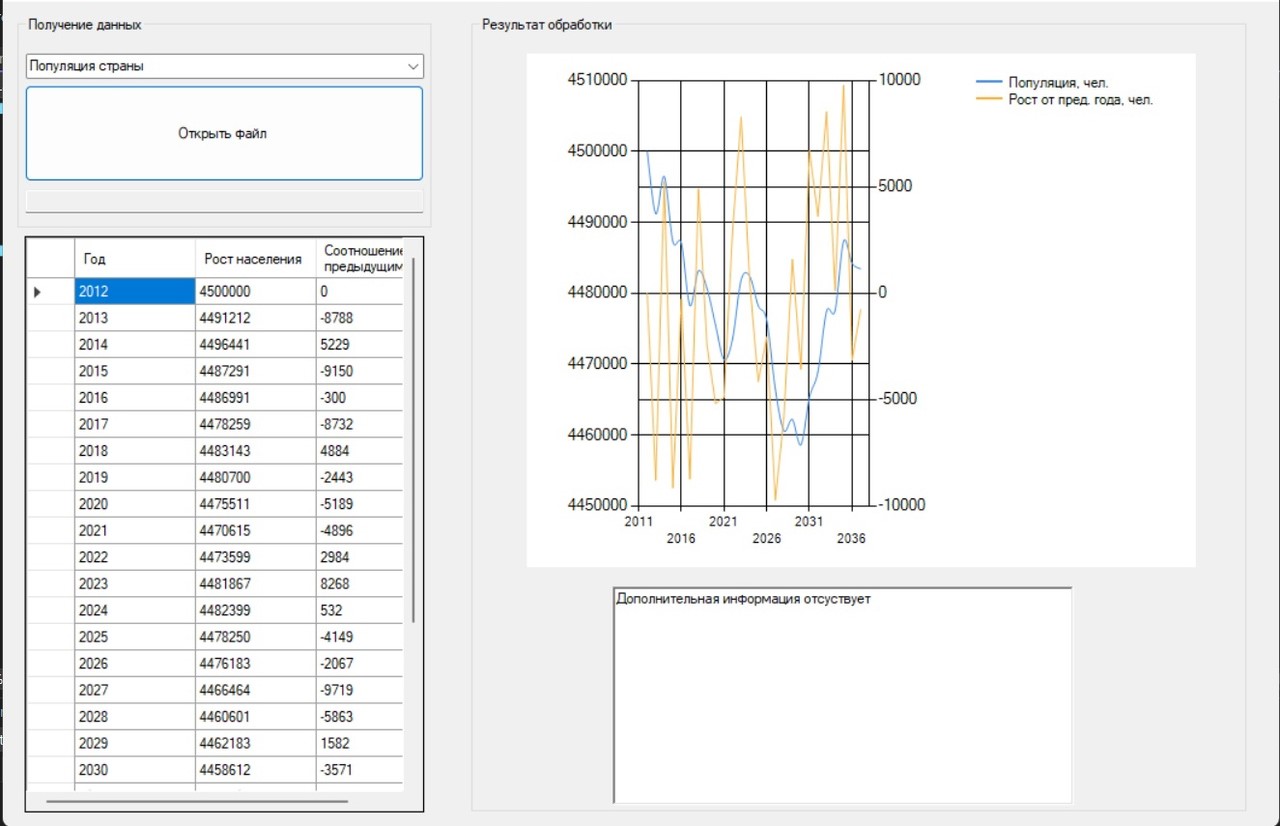 Получение данных
Популяция страны
Открыть файл
Год Рост населения Соотношение
предыдущим
2012 4500000 0
2013 4491212 -8788
2014 4496441 5229
2015 4487291 -9150
2016 4486991 -300
2017 4478259 -8732
2018 4483143 4884
2019 4480700 -2443
2020 4475511 -5189
2021 4470615 -4896
2022 4473599 2984
2023 4481867 8268
2024 4482399 532
2025 4478250 -4149
2026 4476183 -2067
2027 4466464 -9719
2028 4460601 -5863
2029 4462183 1582
2030 4458612 -3571
Результат обработки
4510000 10000
4500000
5000
4490000
4480000 0
4470000
-5000
4460000
4450000 -10000
2011 2021 2031
2016 2026 2036
Популяция, чел.
Рост от пред. года, чел.
Дополнительная информация отсуствует